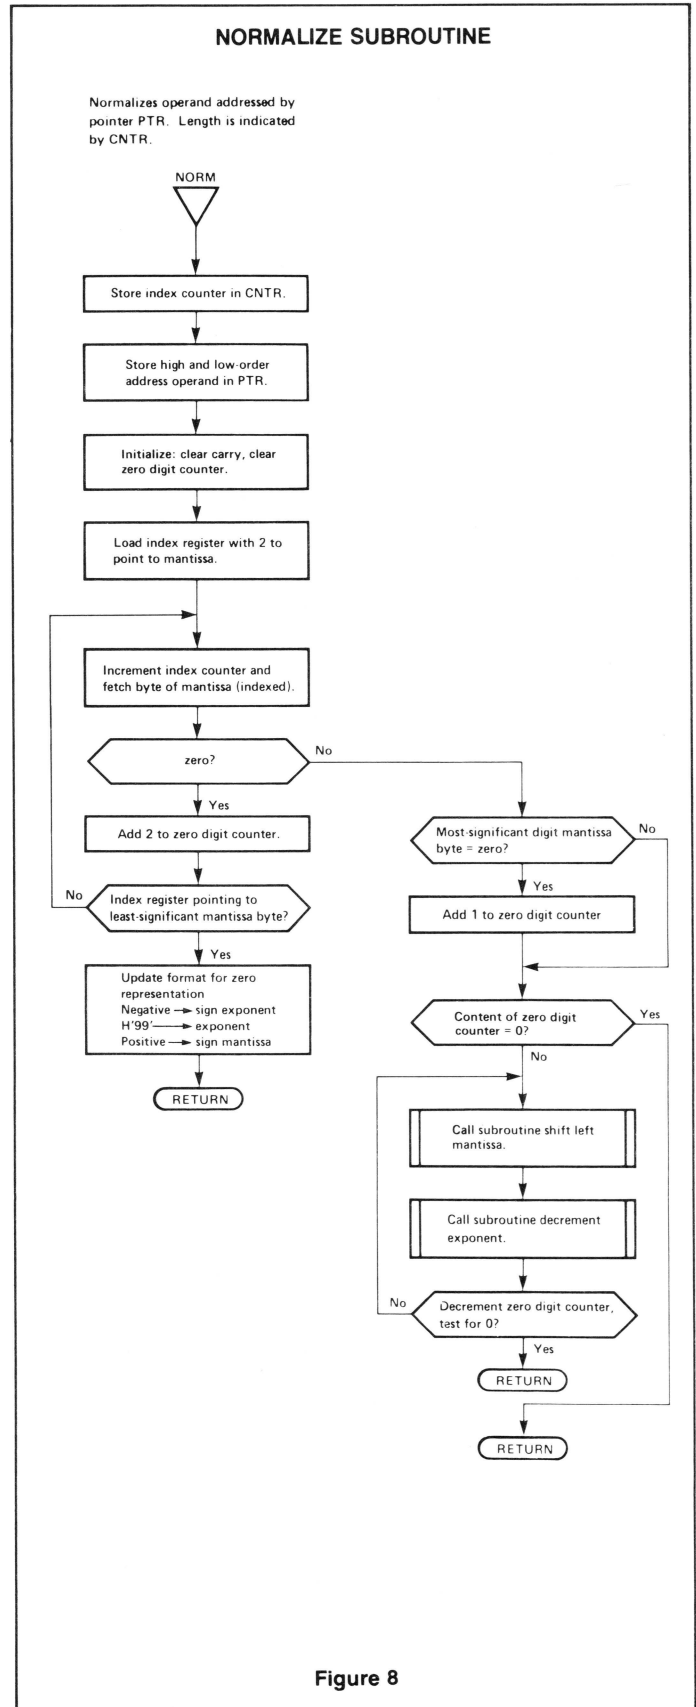 NORMALIZE SUBROUTINE
Normalizes operand addressed by
pointer PTR. Length is indicated
by CNTR.
NORM
Store index counter in CNTR.
Store high and low-order
address operand in PTR.
Initialize: clear carry, clear
zero digit counter.
Load index register with 2 to
point to mantissa.
Increment index counter and
fetch byte of mantissa (indexed).
zero?
No
Yes
Add 2 to zero digit counter.
No
Index register pointing to
least-significant mantissa byte?
Yes
Update format for zero
representation
Negative → sign exponent
H'99' → exponent
Positive → sign mantissa
RETURN
Most-significant digit mantissa
byte = zero?
No
Yes
Add 1 to zero digit counter
Content of zero digit
counter = 0?
Yes
No
Call subroutine shift left
mantissa.
Call subroutine decrement
exponent.
No
Decrement zero digit counter,
test for 0?
Yes
RETURN
RETURN
Figure 8